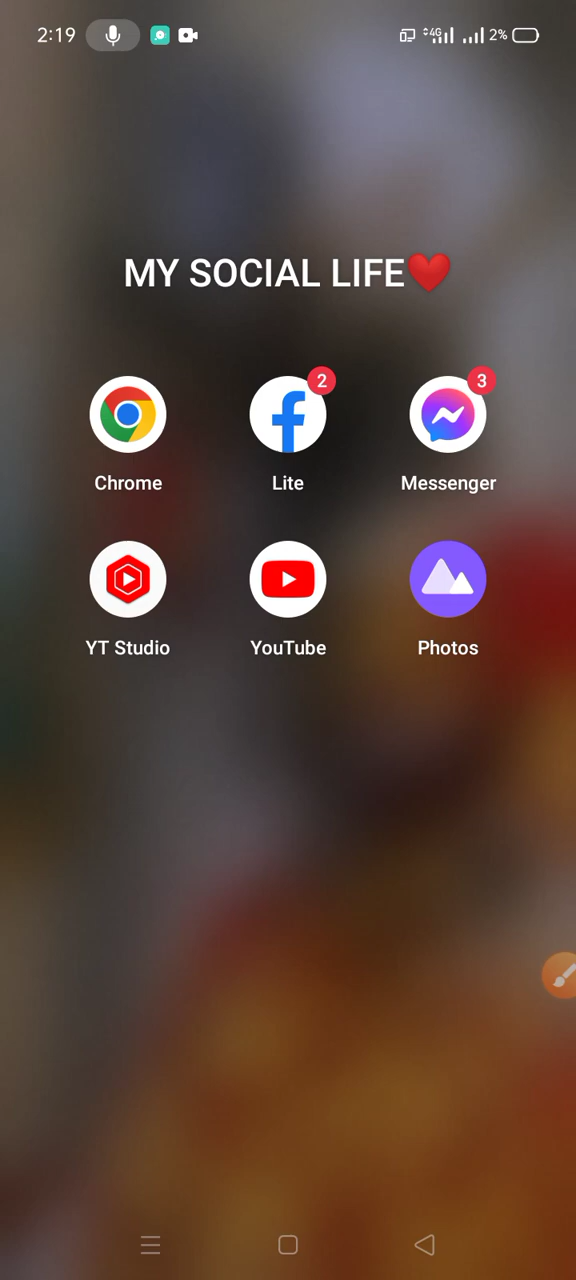 2:19 4G 2%
MY SOCIAL LIFE❤️
2 3
Chrome Lite Messenger
YT Studio YouTube Photos